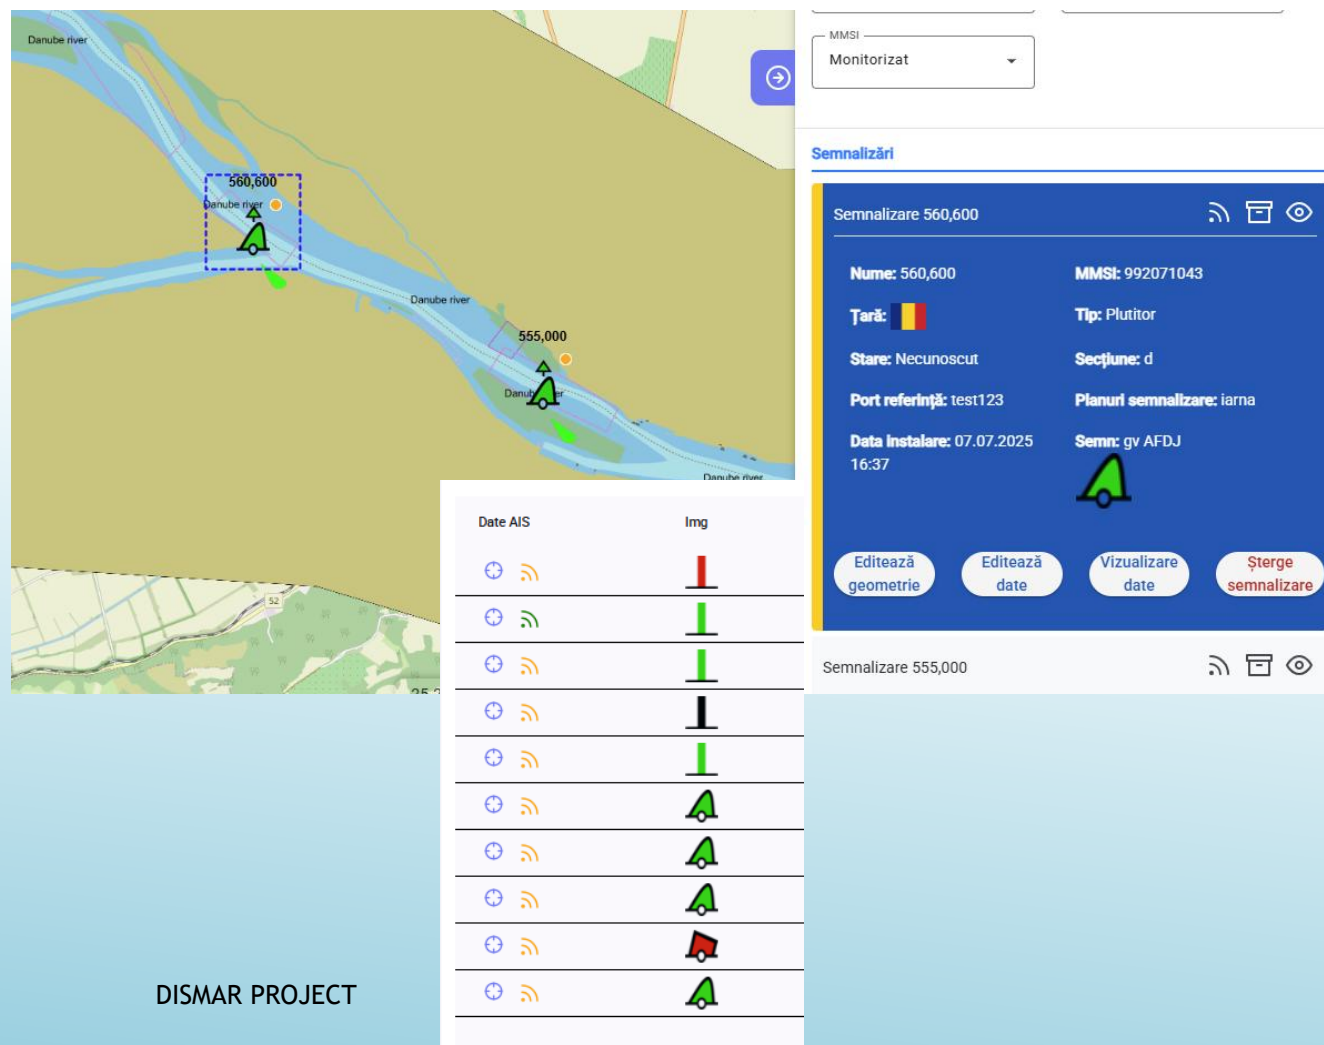 Danube river
560,600
Danube river
Danube river
555,000
Danube river
52
MMSI
Monitorizat
Semnalizări
Semnalizare 560,600
Nume: 560,600
MMSI: 992071043
Țară:
Tip: Plutitor
Stare: Necunoscut
Secțiune: d
Port referință: test123
Planuri semnalizare: iarna
Data instalare: 07.07.2025
16:37
Semn: gv AFDJ
Editează
geometrie
Editează
date
Vizualizare
date
Șterge
semnalizare
Semnalizare 555,000
Date AIS
Img
DISMAR PROJECT